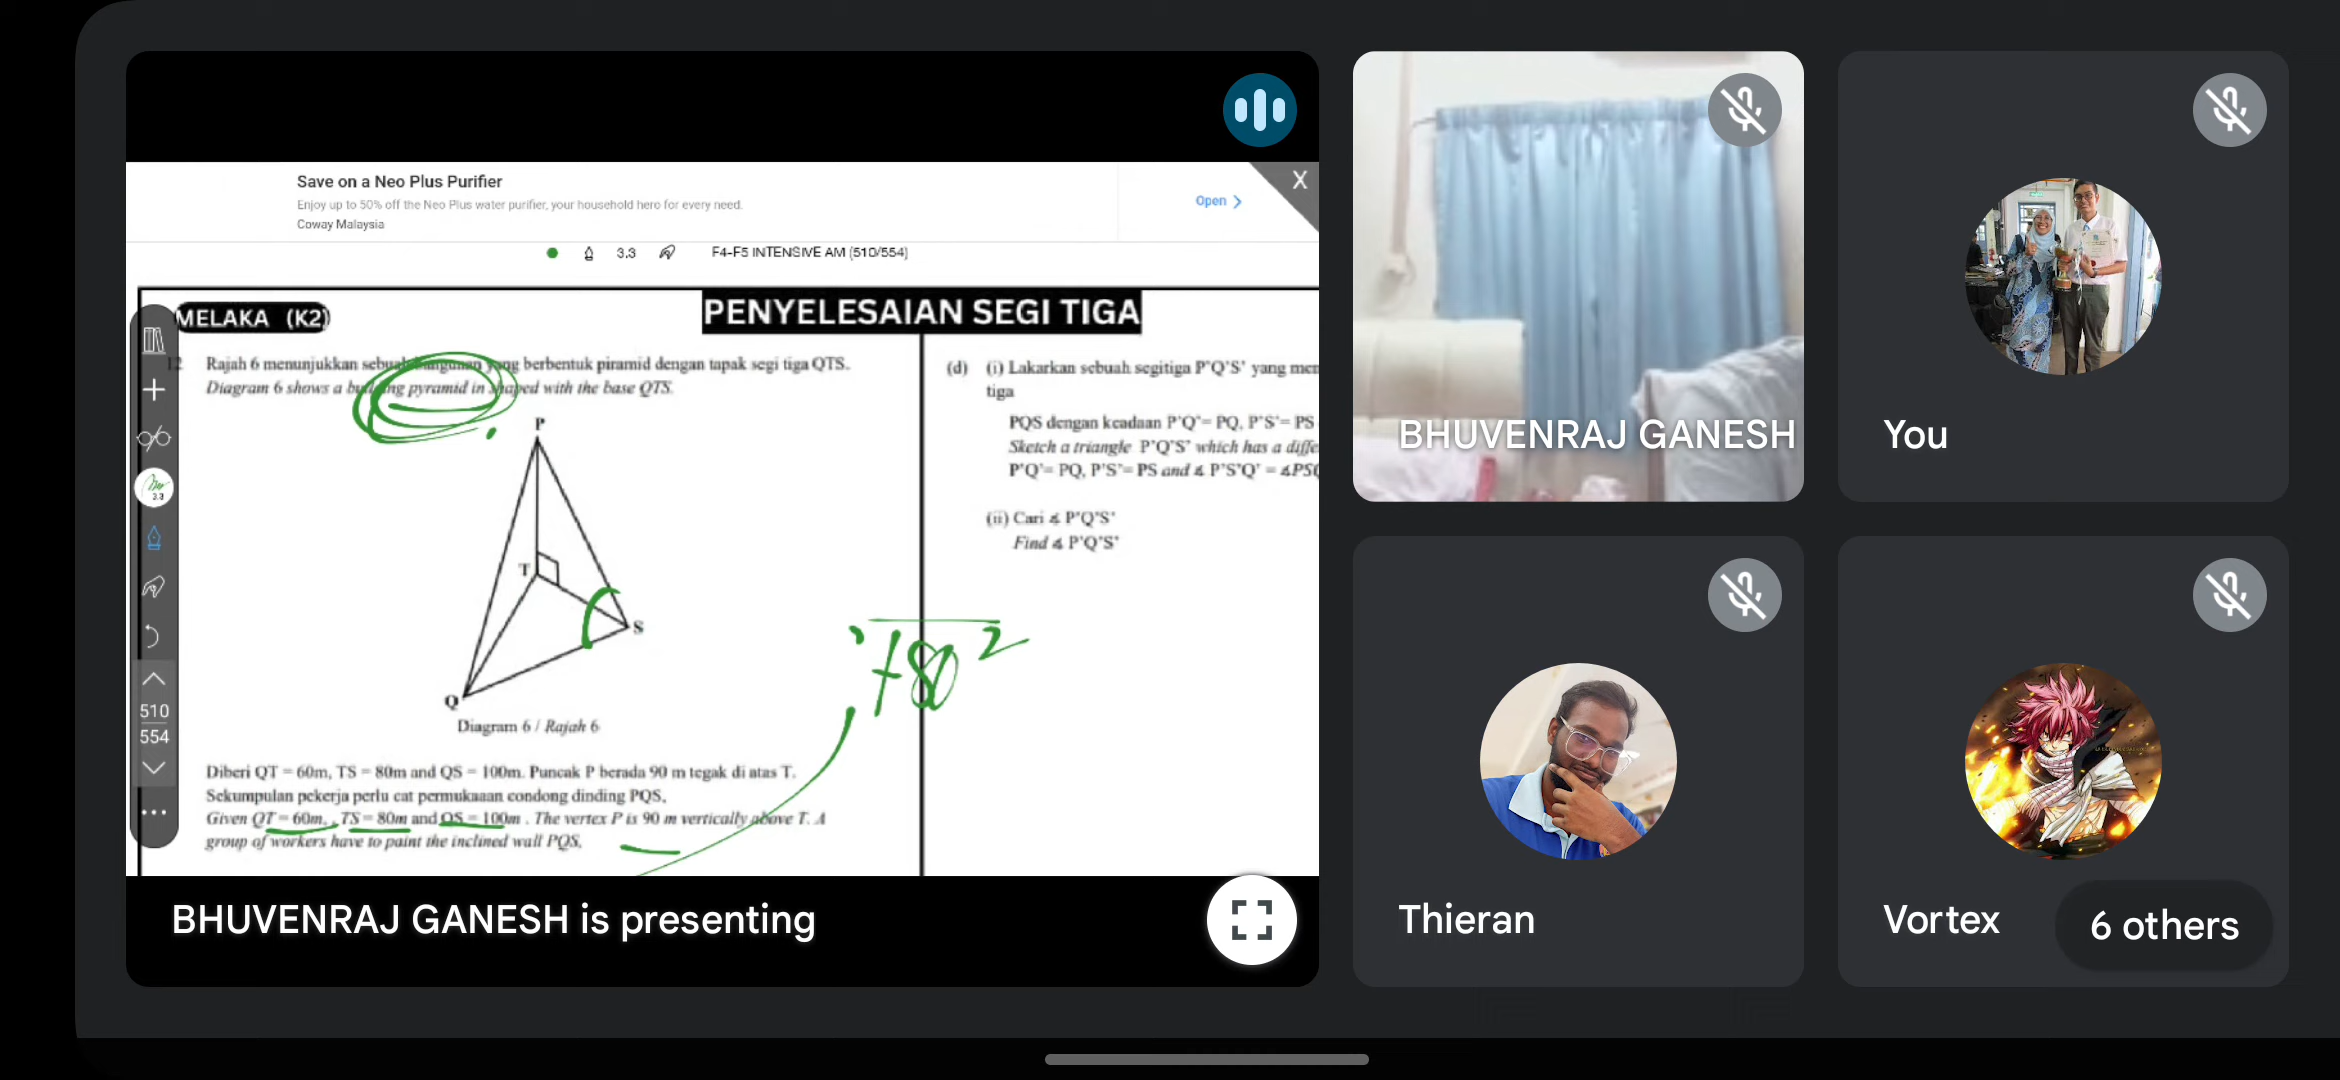 Save on a Neo Plus Purifier
Enjoy up to 50% off the Neo Plus water purifier, your household hero for every need.
Coway Malaysia
Open
X
3.3
F4-F5 INTENSIVE AM (510/554)
MELAKA (K2)
PENYELESAIAN SEGI TIGA
12 Rajah 6 menunjukkan sebuah bangunan yang berbentuk piramid dengan tapak segi tiga QTS.
Diagram 6 shows a building pyramid in shaped with the base QTS.
P
T
S
Q
Diagram 6 / Rajah 6
Diberi QT = 60m, TS = 80m and QS = 100m. Puncak P berada 90 m tegak di atas T.
Sekumpulan pekerja perlu cat permukaaan condong dinding PQS,
Given QT = 60m, , TS = 80m and QS = 100m . The vertex P is 90 m vertically above T. A
group of workers have to paint the inclined wall PQS,
(d) (i) Lakarkan sebuah segitiga P'Q'S' yang mem
tiga
PQS dengan keadaan P'Q'= PQ, P'S'= PS
Sketch a triangle P'Q'S' which has a diffe
P'Q'= PQ, P'S'= PS and ∡ P'S'Q' = ∡PSQ
(ii) Cari ∡ P'Q'S'
Find ∡ P'Q'S'
+80²
3.3
510
554
BHUVENRAJ GANESH is presenting
BHUVENRAJ GANESH
You
Thieran
Vortex
6 others